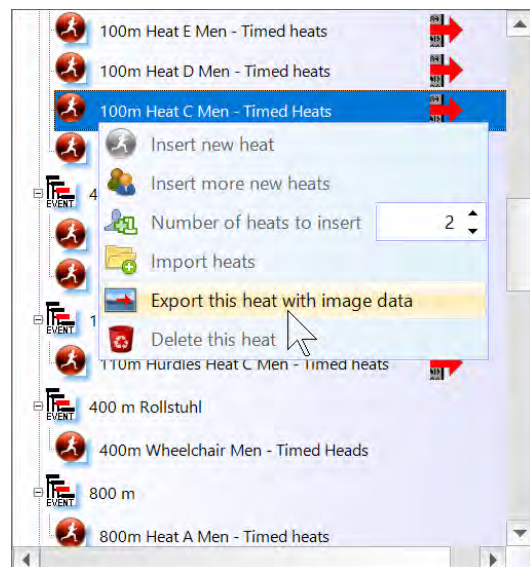 100m Heat E Men - Timed heats
100m Heat D Men - Timed heats
100m Heat C Men - Timed Heats
Insert new heat
EVENT 4
Insert more new heats
Number of heats to insert 2
Import heats
EVENT 1
Export this heat with image data
Delete this heat
110m Hurdles Heat C Men - Timed heats
EVENT 400 m Rollstuhl
400m Wheelchair Men - Timed Heads
EVENT 800 m
800m Heat A Men - Timed heats